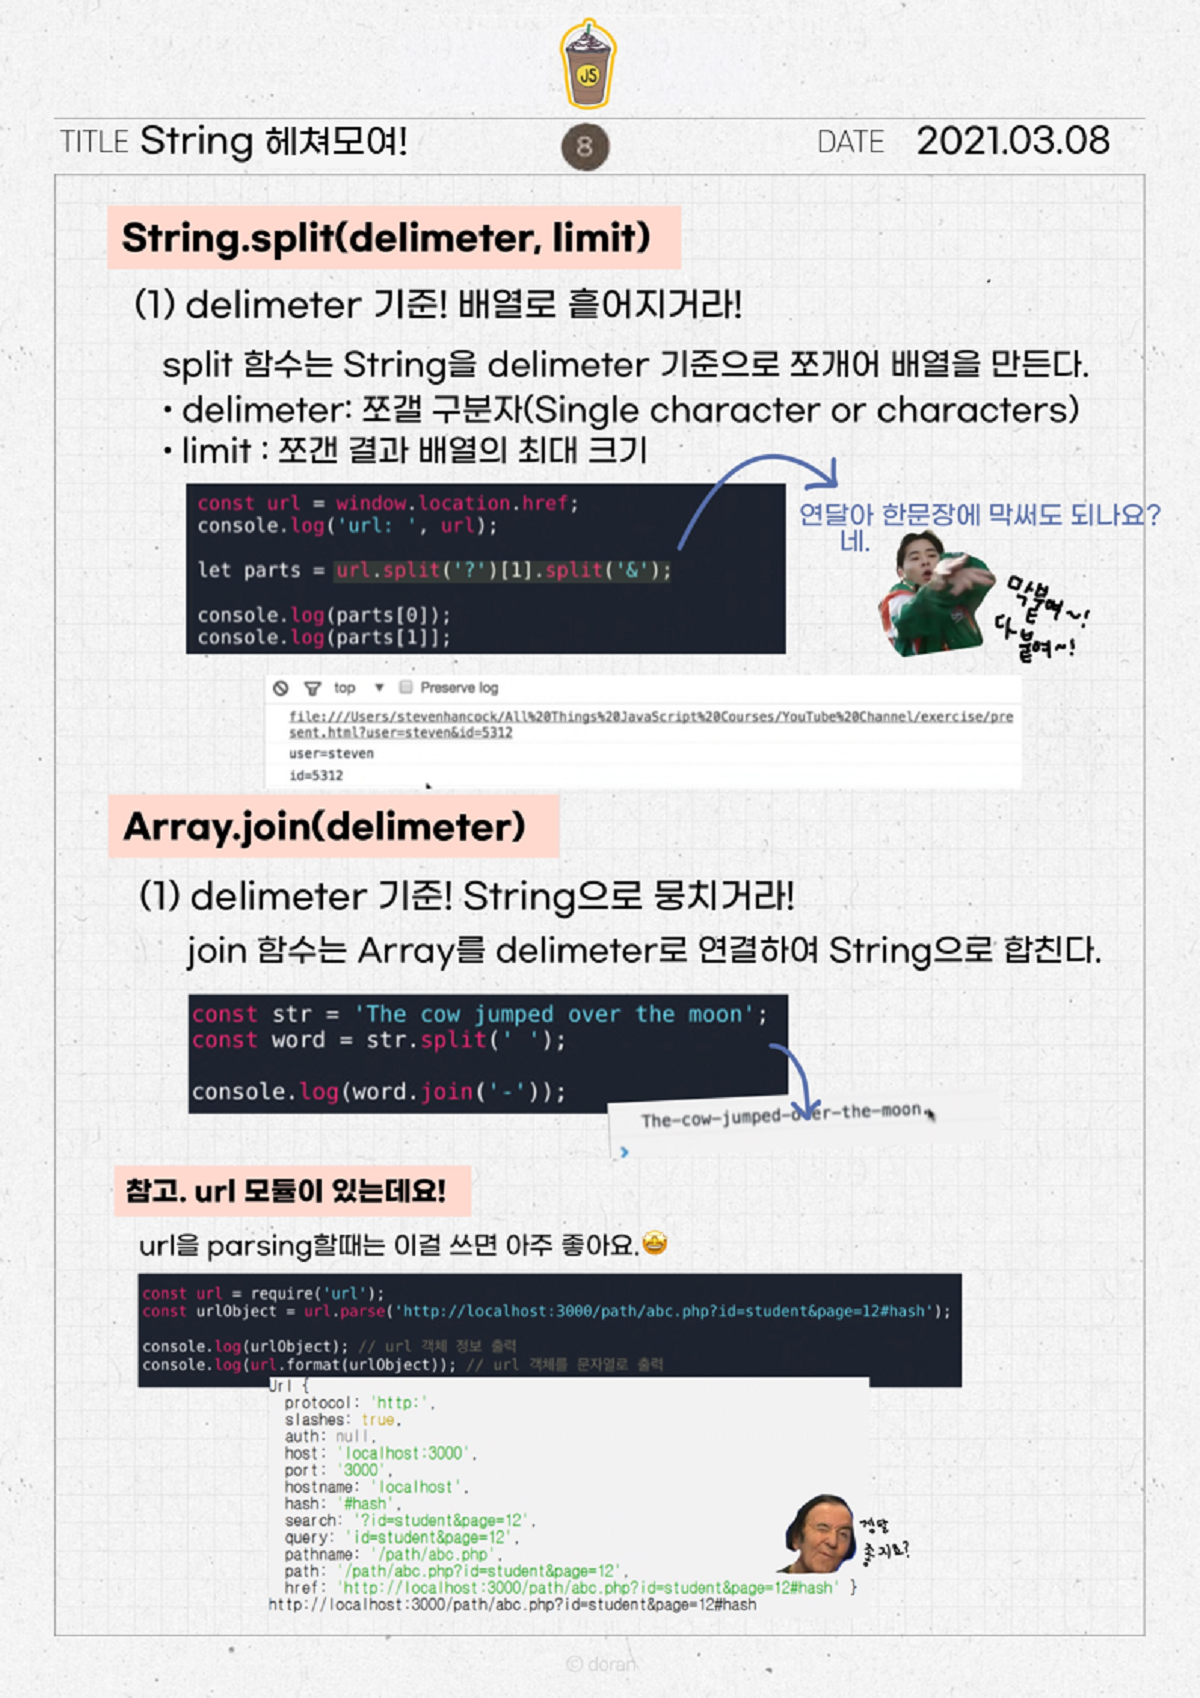 JS
TITLE String 헤쳐모여!
8
DATE 2021.03.08
String.split(delimeter, limit)
(1) delimeter 기준! 배열로 흩어지거라!
split 함수는 String을 delimeter 기준으로 쪼개어 배열을 만든다.
• delimeter: 쪼갤 구분자(Single character or characters)
• limit : 쪼갠 결과 배열의 최대 크기
const url = window.location.href;
console.log('url: ', url);
let parts = url.split('?')[1].split('&');
console.log(parts[0]);
console.log(parts[1]];
연달아 한문장에 막써도 되나요?
네.
막붙여~!
다붙여~!
top ▼ Preserve log
file:///Users/stevenhancock/All%20Things%20JavaScript%20Courses/YouTube%20Channel/exercise/pre
sent.html?user=steven&id=5312
user=steven
id=5312
Array.join(delimeter)
(1) delimeter 기준! String으로 뭉치거라!
join 함수는 Array를 delimeter로 연결하여 String으로 합친다.
const str = 'The cow jumped over the moon';
const word = str.split(' ');
console.log(word.join('-'));
The-cow-jumped-over-the-moon.
›
참고. url 모듈이 있는데요!
url을 parsing할때는 이걸 쓰면 아주 좋아요.🤩
const url = require('url');
const urlObject = url.parse('http://localhost:3000/path/abc.php?id=student&page=12#hash');
console.log(urlObject); // url 객체 정보 출력
console.log(url.format(urlObject)); // url 객체를 문자열로 출력
Url {
protocol: 'http:',
slashes: true,
auth: null,
host: 'localhost:3000',
port: '3000',
hostname: 'localhost',
hash: '#hash',
search: '?id=student&page=12',
query: 'id=student&page=12',
pathname: '/path/abc.php',
path: '/path/abc.php?id=student&page=12',
href: 'http://localhost:3000/path/abc.php?id=student&page=12#hash' }
http://localhost:3000/path/abc.php?id=student&page=12#hash
좋지요?
© doran